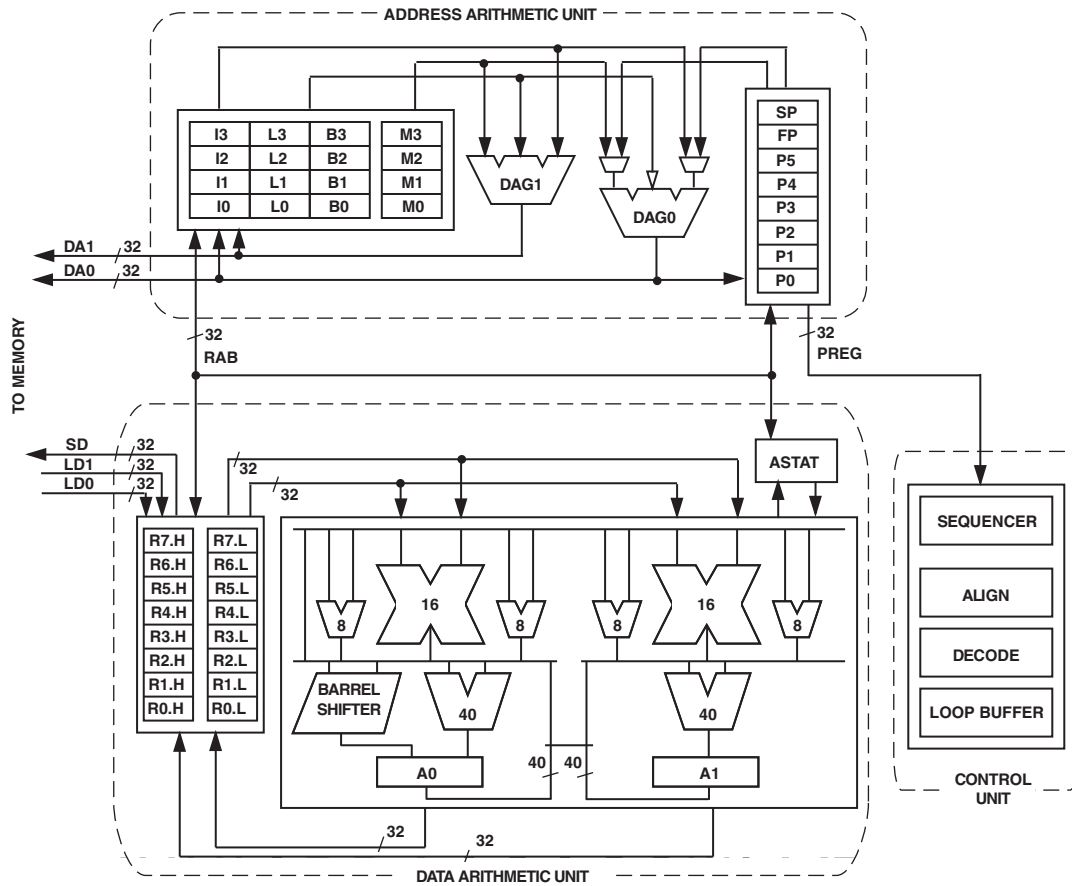 ADDRESS ARITHMETIC UNIT
I3 L3 B3 M3
I2 L2 B2 M2
I1 L1 B1 M1
I0 L0 B0 M0
DAG1
DAG0
SP
FP
P5
P4
P3
P2
P1
P0
DA1 32
DA0 32
TO MEMORY
32
RAB
32
PREG
SD 32
LD1 32
LD0 32
32
32
ASTAT
R7.H R7.L
R6.H R6.L
R5.H R5.L
R4.H R4.L
R3.H R3.L
R2.H R2.L
R1.H R1.L
R0.H R0.L
16
8
8
16
8
8
BARREL
SHIFTER
40
40
A0
40 40
A1
32
32
DATA ARITHMETIC UNIT
SEQUENCER
ALIGN
DECODE
LOOP BUFFER
CONTROL
UNIT